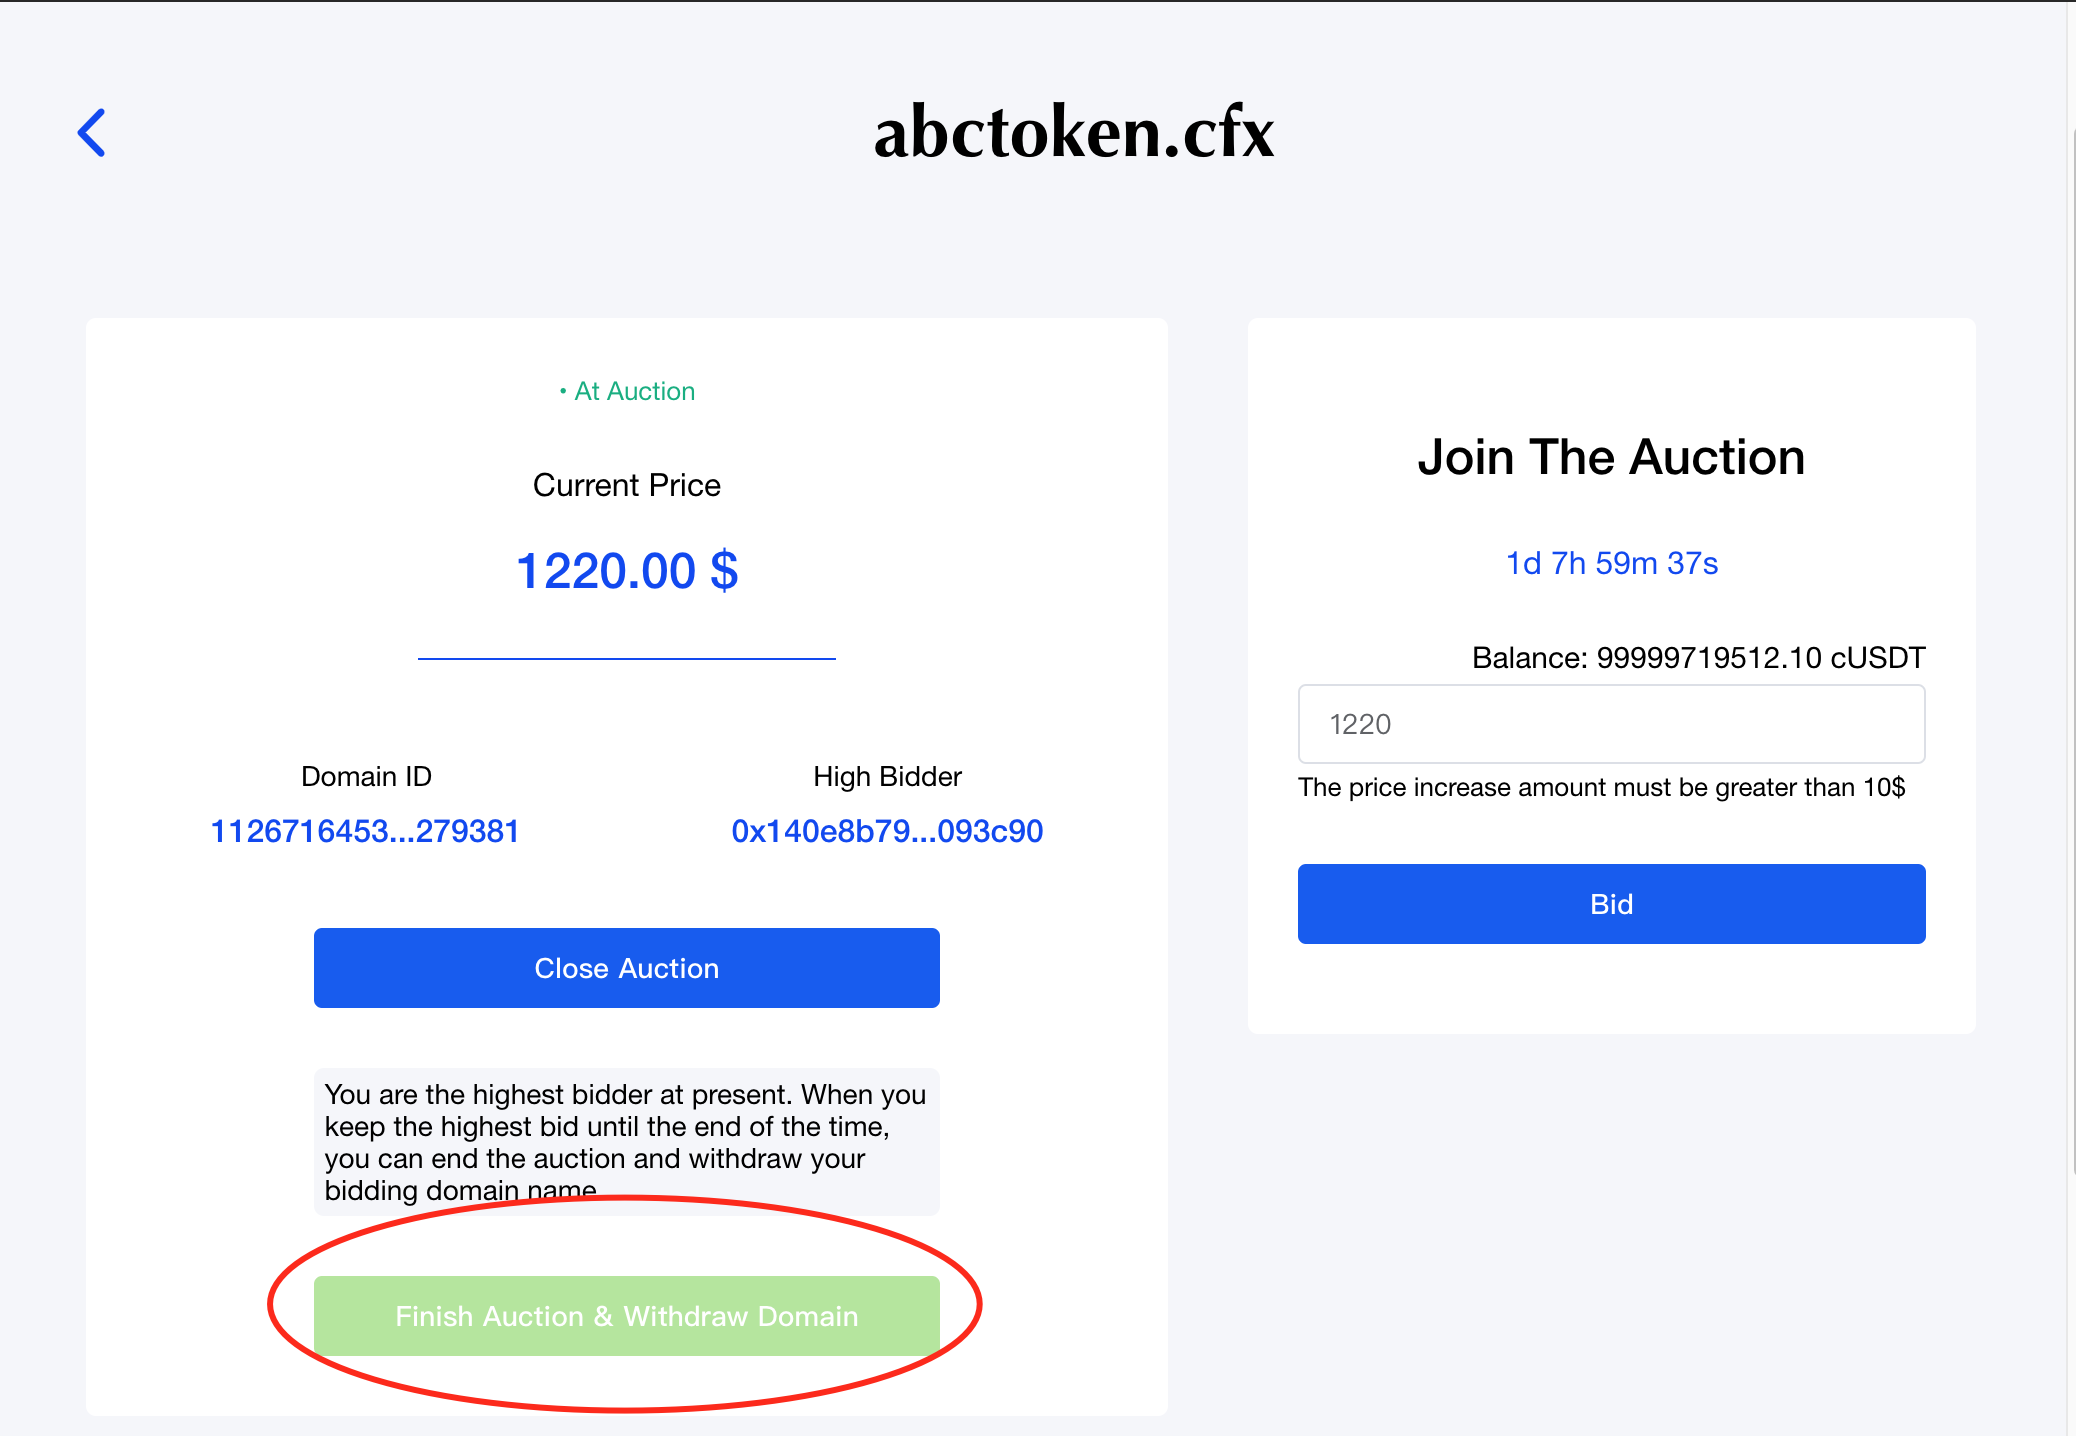 abctoken.cfx
• At Auction
Current Price
1220.00 $
Domain ID
1126716453...279381
High Bidder
0x140e8b79...093c90
Close Auction
You are the highest bidder at present. When you
keep the highest bid until the end of the time,
you can end the auction and withdraw your
bidding domain name
Finish Auction & Withdraw Domain
Join The Auction
1d 7h 59m 37s
Balance: 99999719512.10 cUSDT
1220
The price increase amount must be greater than 10$
Bid